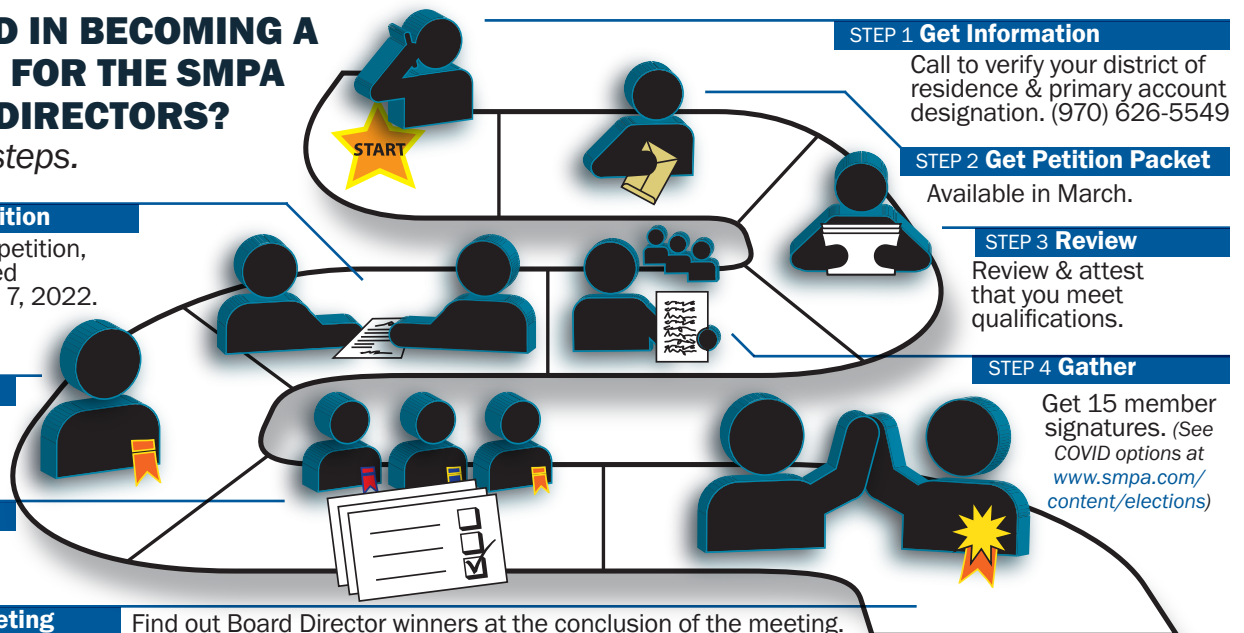 D IN BECOMING A
FOR THE SMPA
DIRECTORS?
steps.
START
STEP 1 Get Information
Call to verify your district of
residence & primary account
designation. (970) 626-5549
STEP 2 Get Petition Packet
Available in March.
STEP 3 Review
Review & attest
that you meet
qualifications.
STEP 4 Gather
Get 15 member
signatures. (See
COVID options at
www.smpa.com/
content/elections)
ition
petition,
ed
7, 2022.
eting
Find out Board Director winners at the conclusion of the meeting.